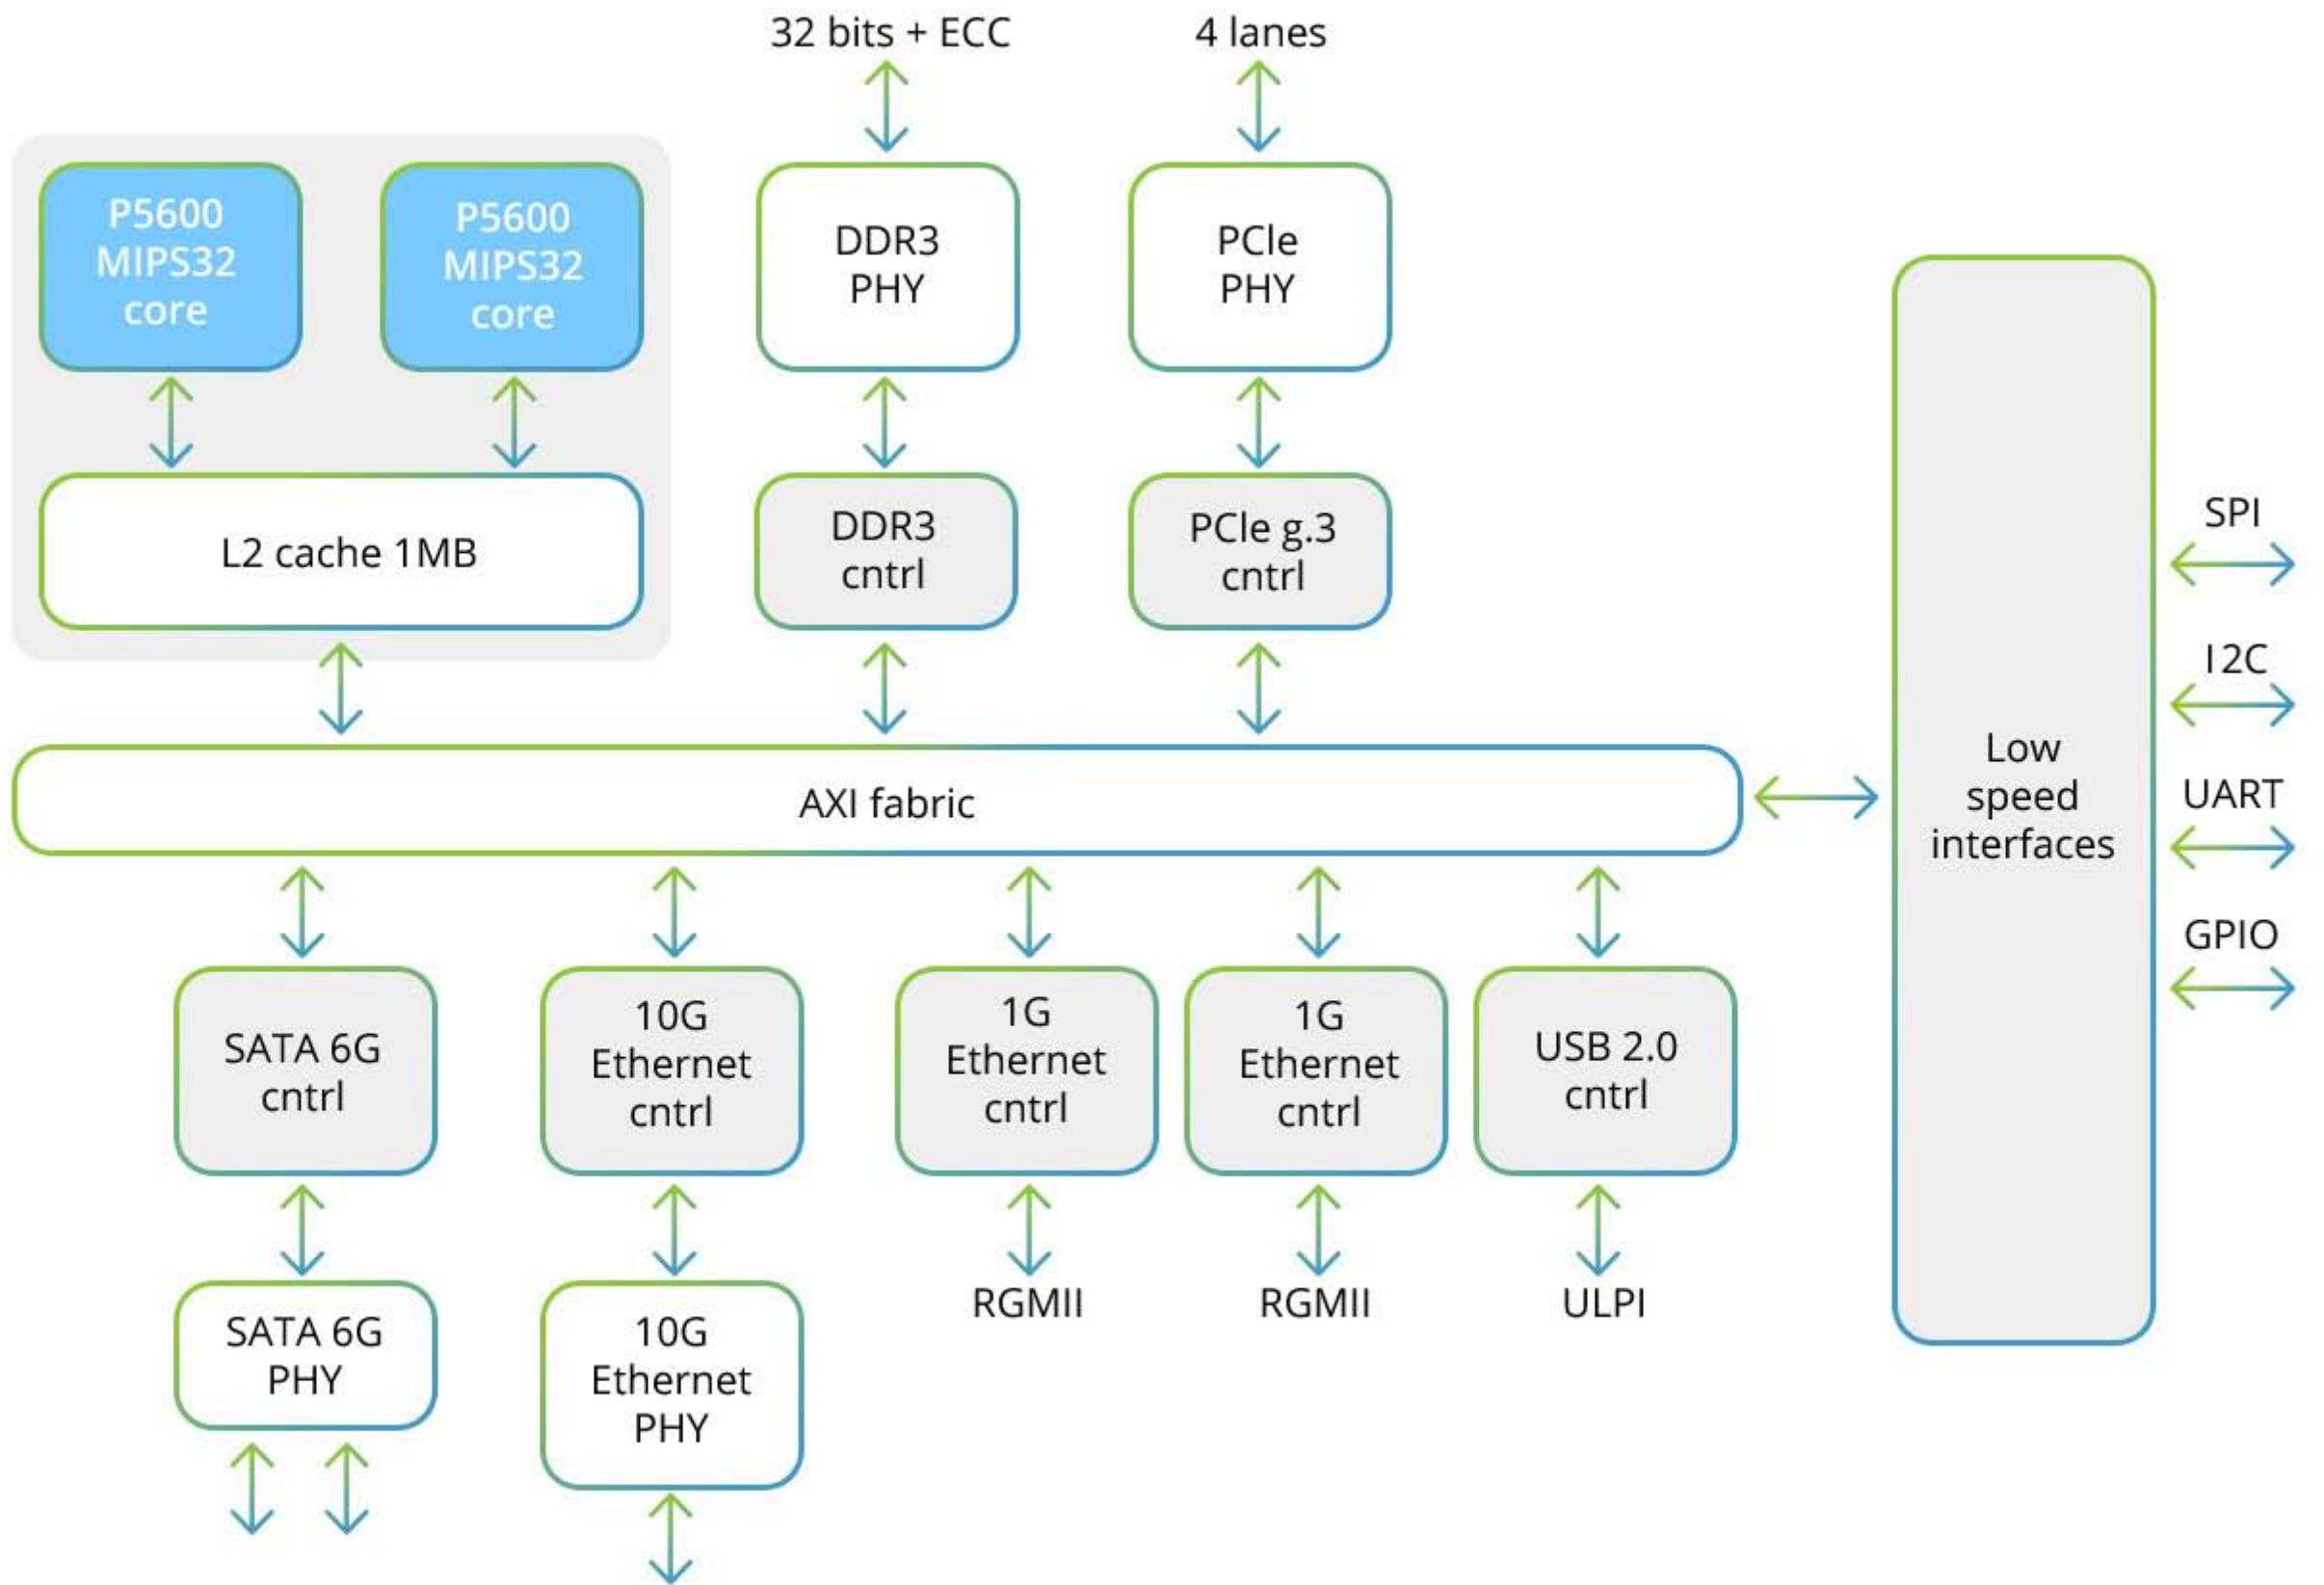 32 bits + ECC
4 lanes
P5600
MIPS32
core
P5600
MIPS32
core
DDR3
PHY
PCIe
PHY
L2 cache 1MB
DDR3
cntrl
PCIe g.3
cntrl
AXI fabric
Low
speed
interfaces
SPI
I2C
UART
GPIO
SATA 6G
cntrl
10G
Ethernet
cntrl
1G
Ethernet
cntrl
1G
Ethernet
cntrl
USB 2.0
cntrl
SATA 6G
PHY
10G
Ethernet
PHY
RGMII
RGMII
ULPI